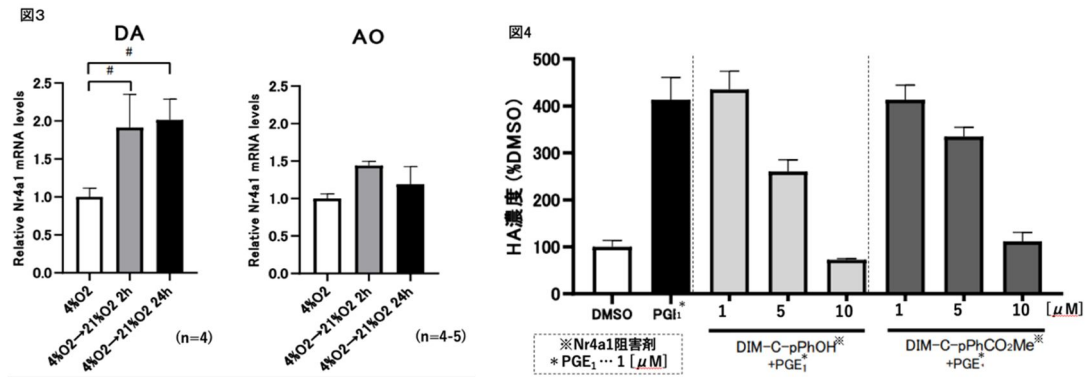 図3
DA
#
#
Relative Nr4a1 mRNA levels
2.5
2.0
1.5
1.0
0.5
0.0
4%O2
4%O2→21%O2 2h
4%O2→21%O2 24h
(n=4)
AO
Relative Nr4a1 mRNA levels
2.5
2.0
1.5
1.0
0.5
0.0
4%O2
4%O2→21%O2 2h
4%O2→21%O2 24h
(n=4-5)
図4
HA濃度 (%DMSO)
500
400
300
200
100
0
DMSO PGE₁* 1 5 10 1 5 10 [μM]
DIM-C-pPhOH※
+PGE₁*
DIM-C-pPhCO₂Me※
+PGE*
※Nr4a1阻害剤
*PGE₁… 1 [μM]